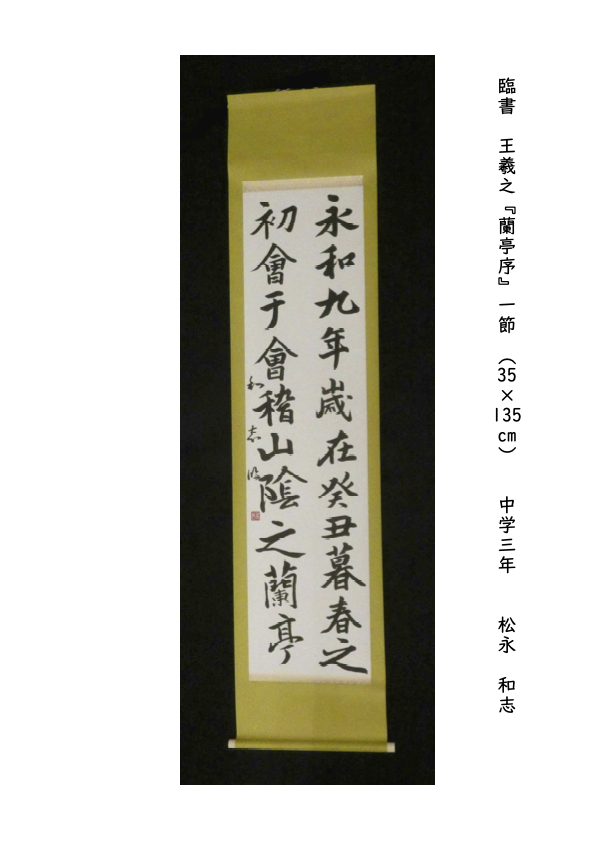 臨書　王羲之『蘭亭序』一節　（35×135cm）　中学三年　松永　和志
永和九年歲在癸丑暮春之
初會于會稽山陰之蘭亭
和志臨